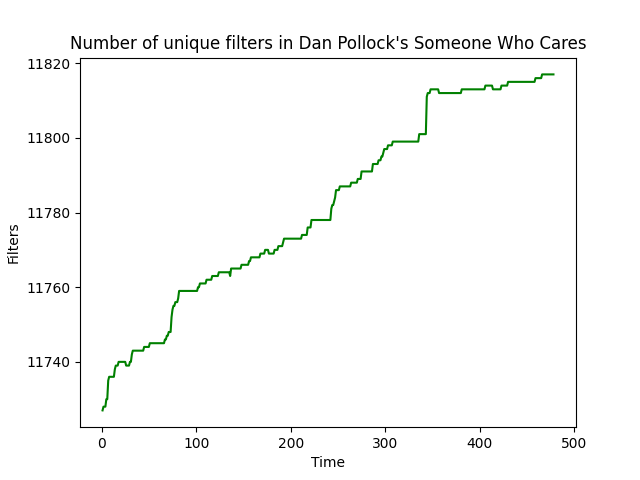 Number of unique filters in Dan Pollock's Someone Who Cares
11820
11800
11780
11760
11740
Filters
0 100 200 300 400 500
Time